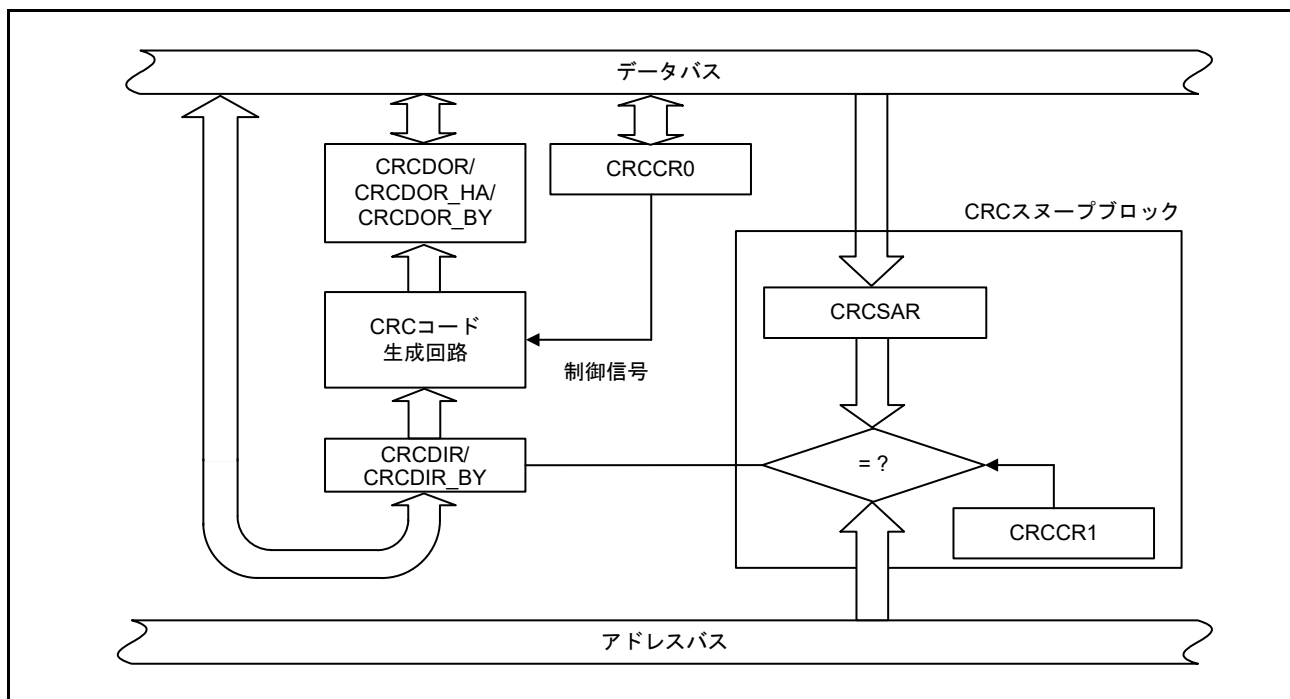 データバス
CRCDOR/
CRCDOR_HA/
CRCDOR_BY
CRCCR0
CRCスヌープブロック
CRCSAR
CRCコード
生成回路
制御信号
CRCDIR/
CRCDIR_BY
= ?
CRCCR1
アドレスバス